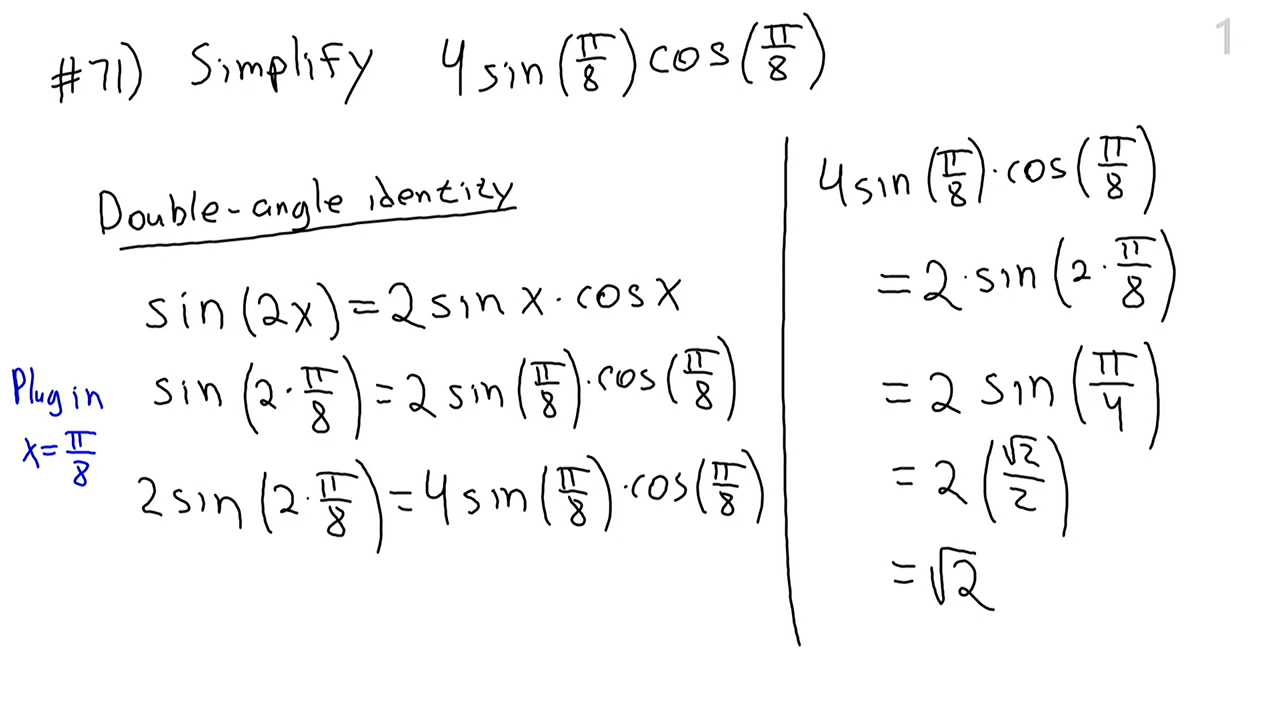 1
#71) Simplify 4 sin(π/8) cos(π/8)
Double-angle identity
sin(2x) = 2 sin x · cos x
Plug in
x = π/8
sin(2 · π/8) = 2 sin(π/8) · cos(π/8)
2 sin(2 · π/8) = 4 sin(π/8) · cos(π/8)
4 sin(π/8) · cos(π/8)
= 2 · sin(2 · π/8)
= 2 sin(π/4)
= 2(√2/2)
= √2